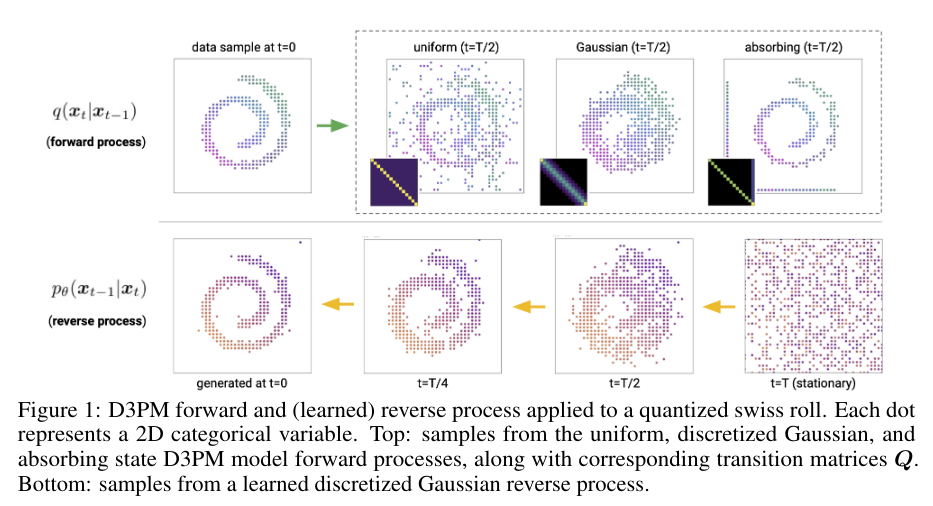 data sample at t=0
uniform (t=T/2)
Gaussian (t=T/2)
absorbing (t=T/2)
q(x_t|x_{t-1})
(forward process)
p_θ(x_{t-1}|x_t)
(reverse process)
generated at t=0
t=T/4
t=T/2
t=T (stationary)
Figure 1: D3PM forward and (learned) reverse process applied to a quantized swiss roll. Each dot
represents a 2D categorical variable. Top: samples from the uniform, discretized Gaussian, and
absorbing state D3PM model forward processes, along with corresponding transition matrices Q.
Bottom: samples from a learned discretized Gaussian reverse process.